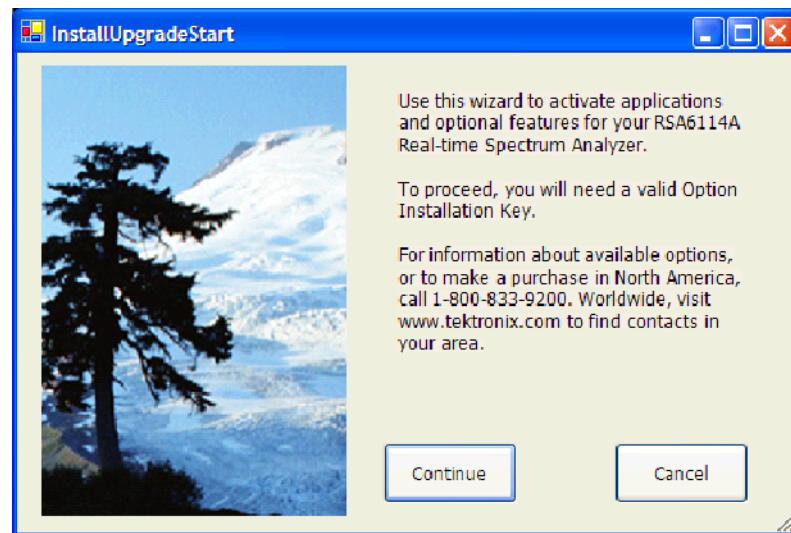 InstallUpgradeStart
Use this wizard to activate applications
and optional features for your RSA6114A
Real-time Spectrum Analyzer.
To proceed, you will need a valid Option
Installation Key.
For information about available options,
or to make a purchase in North America,
call 1-800-833-9200. Worldwide, visit
www.tektronix.com to find contacts in
your area.
Continue
Cancel